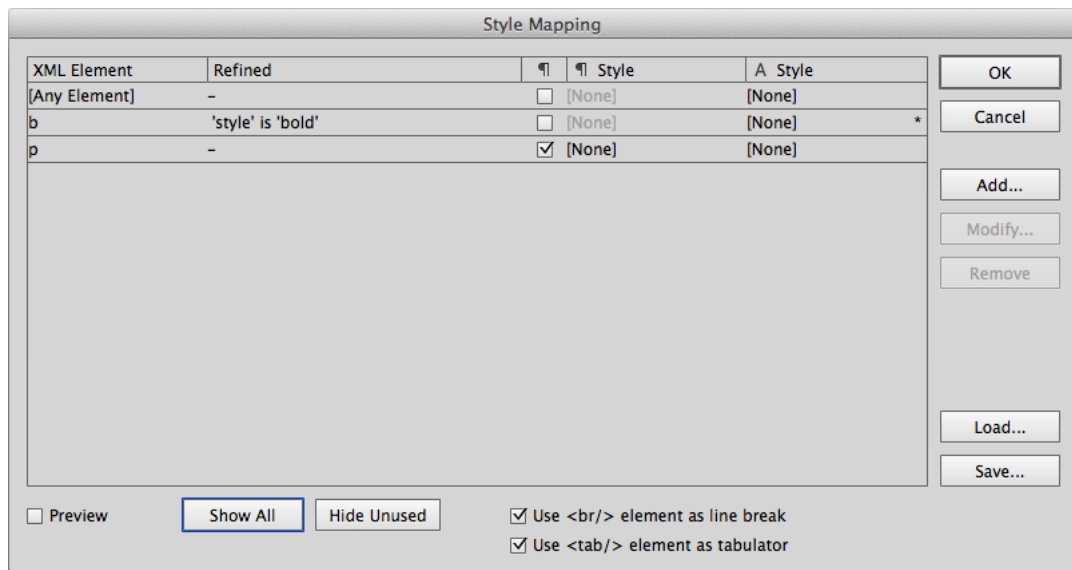 Style Mapping
XML Element Refined ¶ ¶ Style A Style
[Any Element] – [None] [None]
b 'style' is 'bold' [None] [None] *
p – [None] [None]
OK
Cancel
Add...
Modify...
Remove
Load...
Save...
Preview Show All Hide Unused Use <br/> element as line break
Use <tab/> element as tabulator